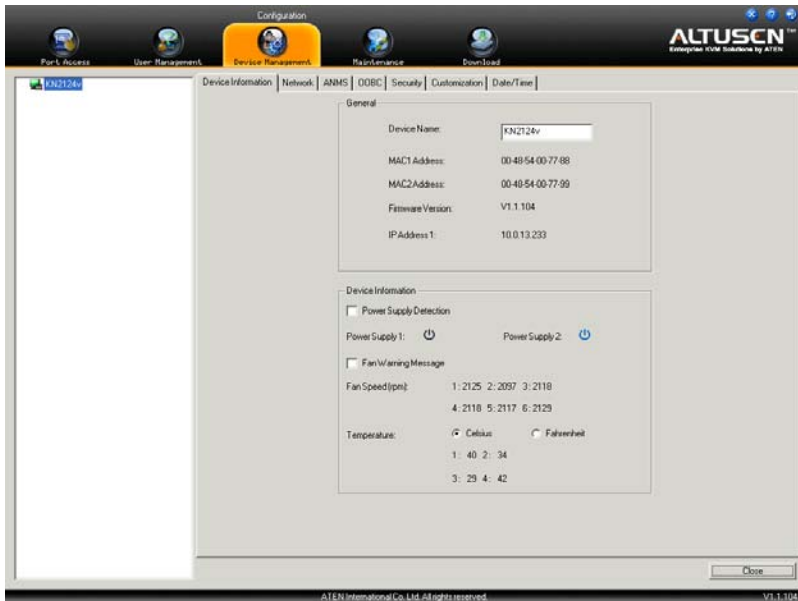 Configuration
Port Access
User Management
Device Management
Maintenance
Download
ALTUSEN™
Enterprise KVM Solutions by ATEN
KN2124v
Device Information
Network
ANMS
OOBC
Security
Customization
Date/Time
General
Device Name:
KN2124v
MAC1 Address:
00-48-54-00-77-88
MAC2 Address:
00-48-54-00-77-99
Firmware Version:
V1.1.104
IP Address 1:
10.0.13.233
Device Information
Power Supply Detection
Power Supply 1:
Power Supply 2:
Fan Warning Message
Fan Speed(rpm):
1: 2125 2: 2097 3: 2118
4: 2118 5: 2117 6: 2129
Temperature:
Celsius
Fahrenheit
1: 40 2: 34
3: 29 4: 42
Close
ATEN International Co., Ltd. All rights reserved.
V1.1.104